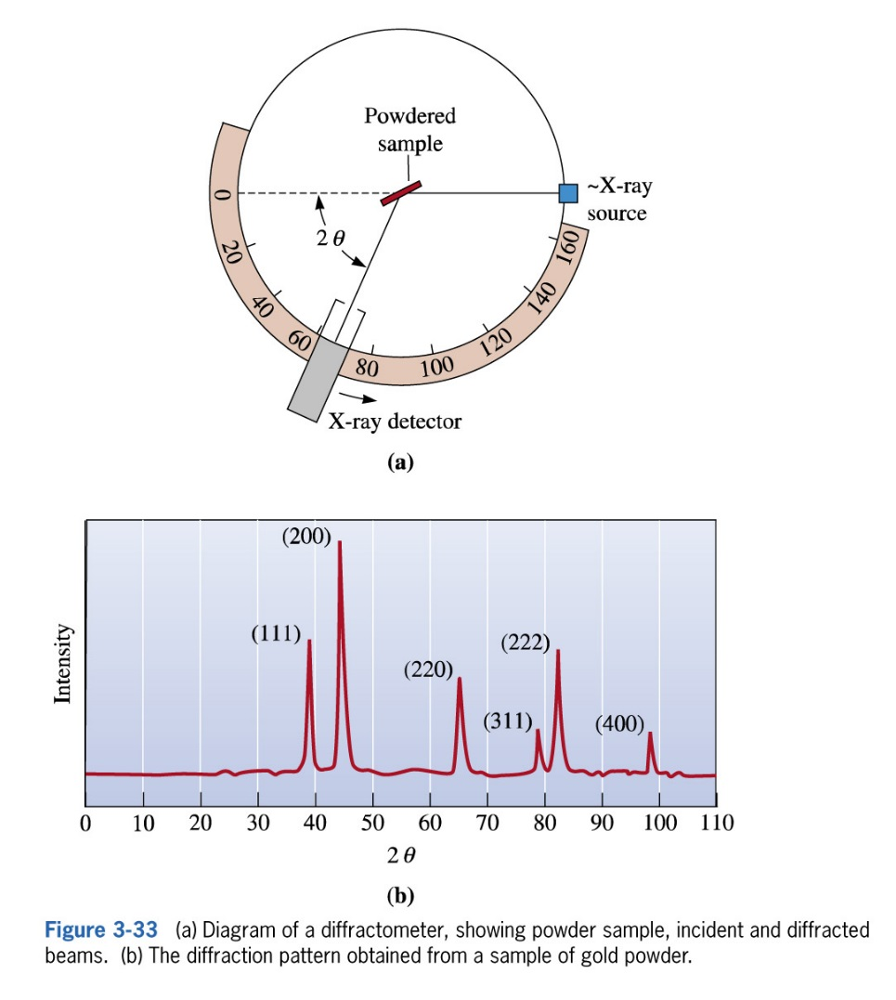 Powdered
sample
~X-ray
source
2 θ
0
20
40
60
80
100
120
140
160
X-ray detector
(a)
Intensity
(111)
(200)
(220)
(311)
(222)
(400)
0 10 20 30 40 50 60 70 80 90 100 110
2 θ
(b)
Figure 3-33 (a) Diagram of a diffractometer, showing powder sample, incident and diffracted
beams. (b) The diffraction pattern obtained from a sample of gold powder.